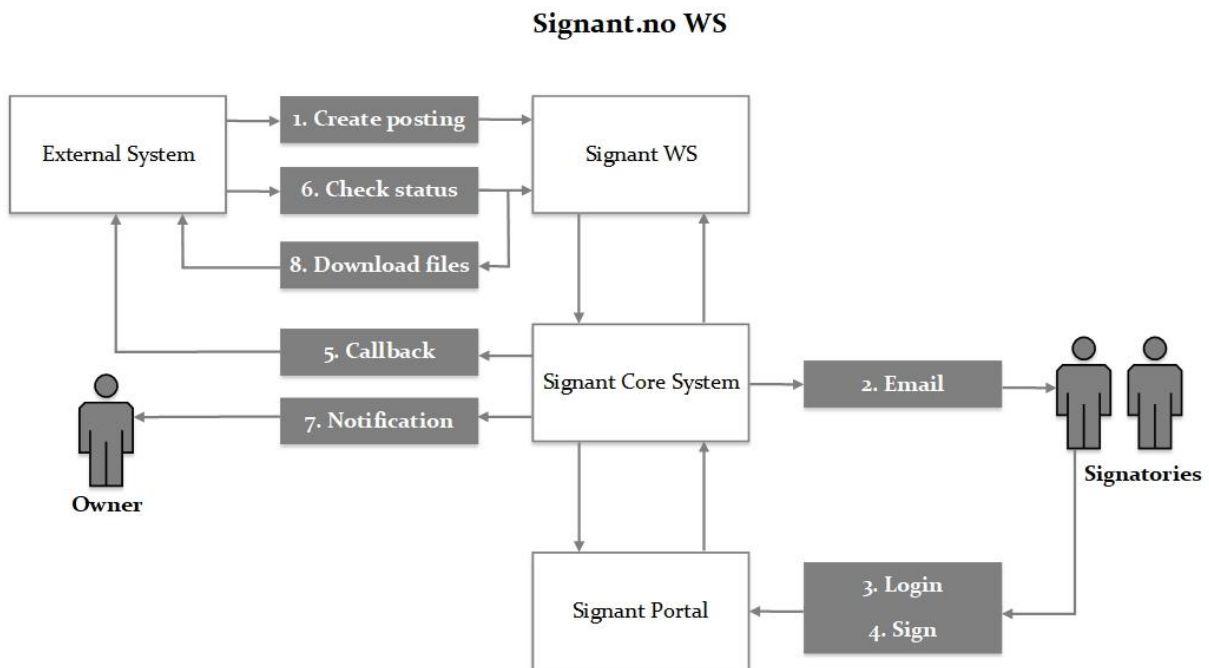 Signant.no WS
External System
1. Create posting
Signant WS
6. Check status
8. Download files
5. Callback
Signant Core System
2. Email
7. Notification
Owner
Signatories
Signant Portal
3. Login
4. Sign